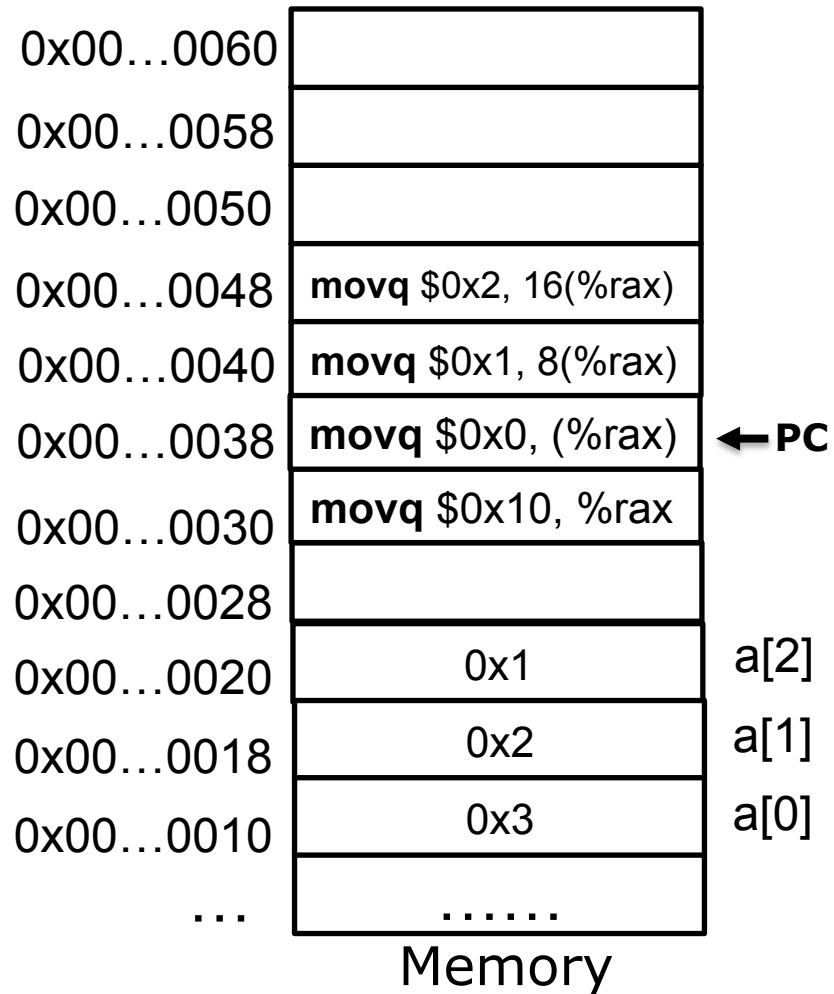 0x00…0060
0x00…0058
0x00…0050
0x00…0048 movq $0x2, 16(%rax)
0x00…0040 movq $0x1, 8(%rax)
0x00…0038 movq $0x0, (%rax) PC
0x00…0030 movq $0x10, %rax
0x00…0028
0x00…0020 0x1 a[2]
0x00…0018 0x2 a[1]
0x00…0010 0x3 a[0]
… ……
Memory